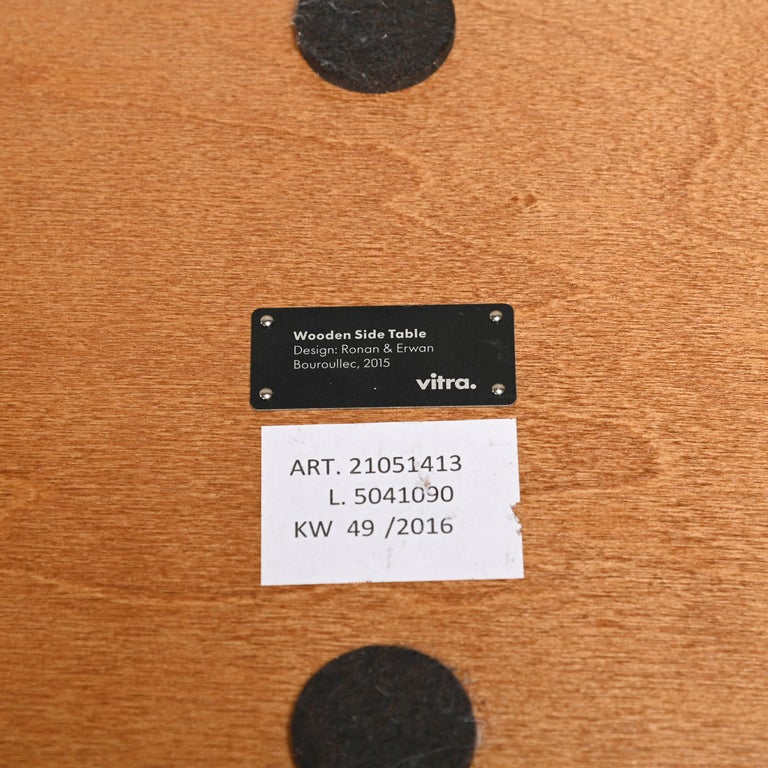 Wooden Side Table
Design: Ronan & Erwan
Bouroullec, 2015
vitra.
ART. 21051413
L. 5041090
KW 49 /2016